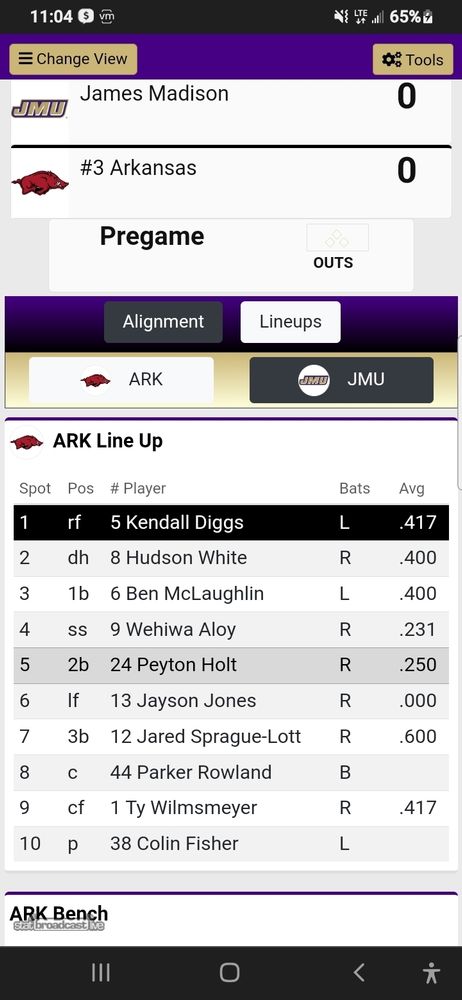 11:04 $ vm LTE 65%
Change View Tools
JMU James Madison 0
#3 Arkansas 0
Pregame
OUTS
Alignment Lineups
ARK JMU JMU
ARK Line Up
Spot Pos # Player Bats Avg
1 rf 5 Kendall Diggs L .417
2 dh 8 Hudson White R .400
3 1b 6 Ben McLaughlin L .400
4 ss 9 Wehiwa Aloy R .231
5 2b 24 Peyton Holt R .250
6 lf 13 Jayson Jones R .000
7 3b 12 Jared Sprague-Lott R .600
8 c 44 Parker Rowland B
9 cf 1 Ty Wilmsmeyer R .417
10 p 38 Colin Fisher L
ARK Bench
statbroadcast live